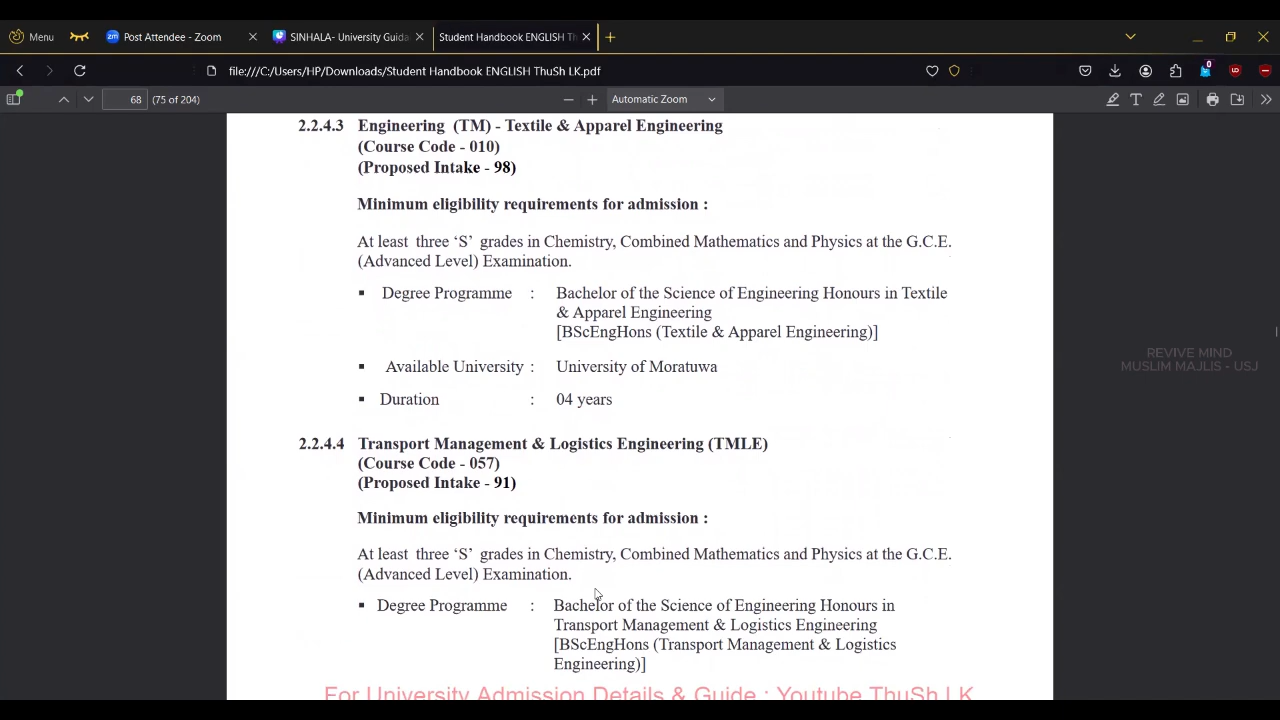 Menu
Post Attendee - Zoom
SINHALA- University Guida
Student Handbook ENGLISH Th
file:///C:/Users/HP/Downloads/Student Handbook ENGLISH ThuSh LK.pdf
0
68 (75 of 204)
Automatic Zoom
2.2.4.3 Engineering (TM) - Textile & Apparel Engineering
(Course Code - 010)
(Proposed Intake - 98)
Minimum eligibility requirements for admission :
At least three ‘S’ grades in Chemistry, Combined Mathematics and Physics at the G.C.E.
(Advanced Level) Examination.
▪ Degree Programme : Bachelor of the Science of Engineering Honours in Textile
& Apparel Engineering
[BScEngHons (Textile & Apparel Engineering)]
▪ Available University : University of Moratuwa
▪ Duration : 04 years
REVIVE MIND
MUSLIM MAJLIS - USJ
2.2.4.4 Transport Management & Logistics Engineering (TMLE)
(Course Code - 057)
(Proposed Intake - 91)
Minimum eligibility requirements for admission :
At least three ‘S’ grades in Chemistry, Combined Mathematics and Physics at the G.C.E.
(Advanced Level) Examination.
▪ Degree Programme : Bachelor of the Science of Engineering Honours in
Transport Management & Logistics Engineering
[BScEngHons (Transport Management & Logistics
Engineering)]
For University Admission Details & Guide : Youtube ThuSh LK